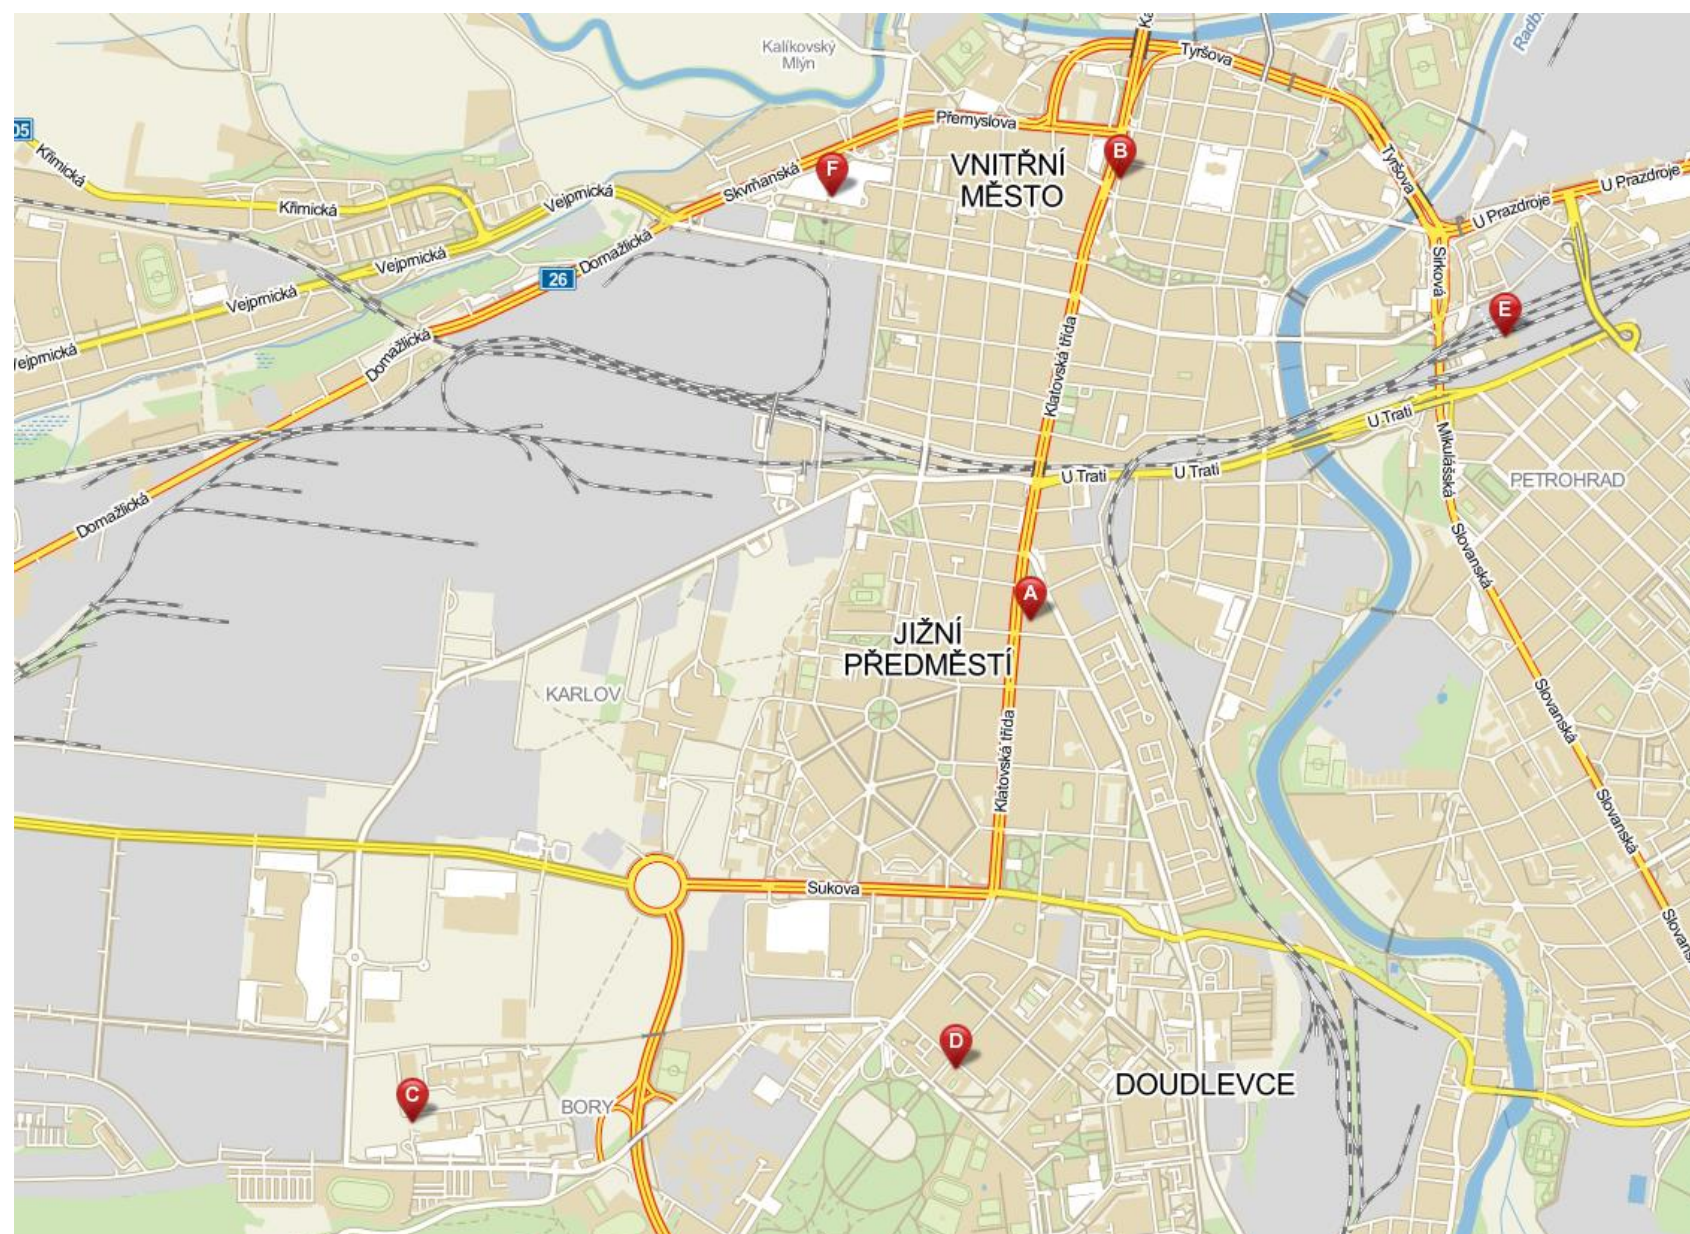 Kalíkovský
Mlýn
Tyršova
05
Křimická
Přemyslova
B
VNITŘNÍ
MĚSTO
F
Skvrňanská
Tyršova
U Prazdroje
U Prazdroje
Křimická
Vejprnická
Domažlická
Vejprnická
26
Sirková
Vejprnická
E
Domažlická
Vejprnická
Klatovská třída
U Trati
Mikulášská
U Trati
U Trati
PETROHRAD
Domažlická
Slovanská
A
JIŽNÍ
PŘEDMĚSTÍ
KARLOV
Slovanská
Klatovská třída
Slovanská
Sukova
D
DOUDLEVCE
C
BORY